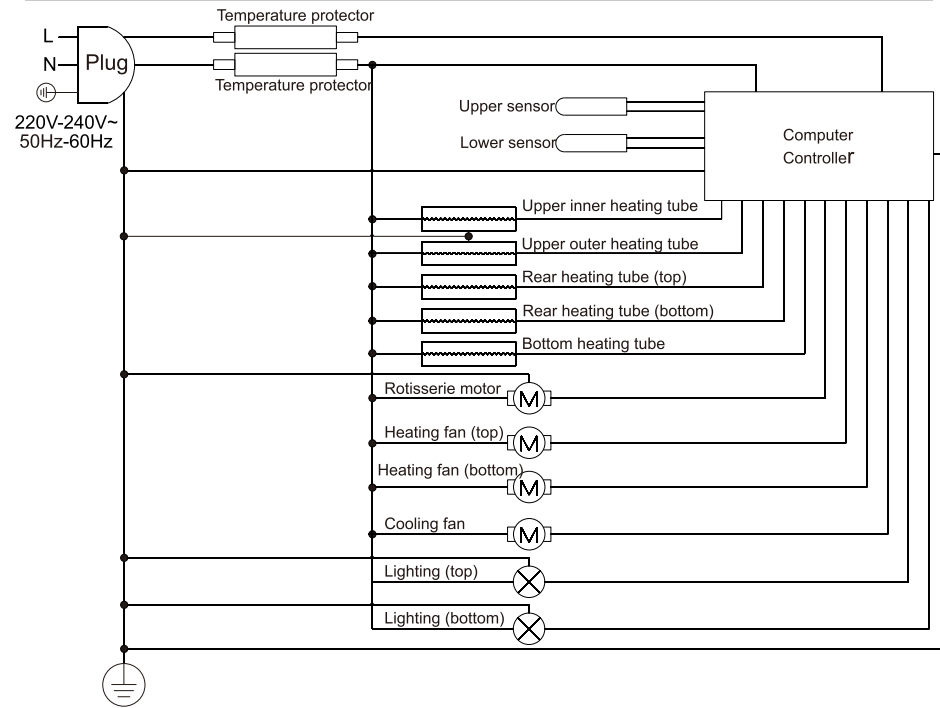 Temperature protector
L
N
Plug
Temperature protector
220V-240V~
50Hz-60Hz
Upper sensor
Lower sensor
Computer
Controller
Upper inner heating tube
Upper outer heating tube
Rear heating tube (top)
Rear heating tube (bottom)
Bottom heating tube
Rotisserie motor
M
Heating fan (top)
M
Heating fan (bottom)
M
Cooling fan
M
Lighting (top)
Lighting (bottom)